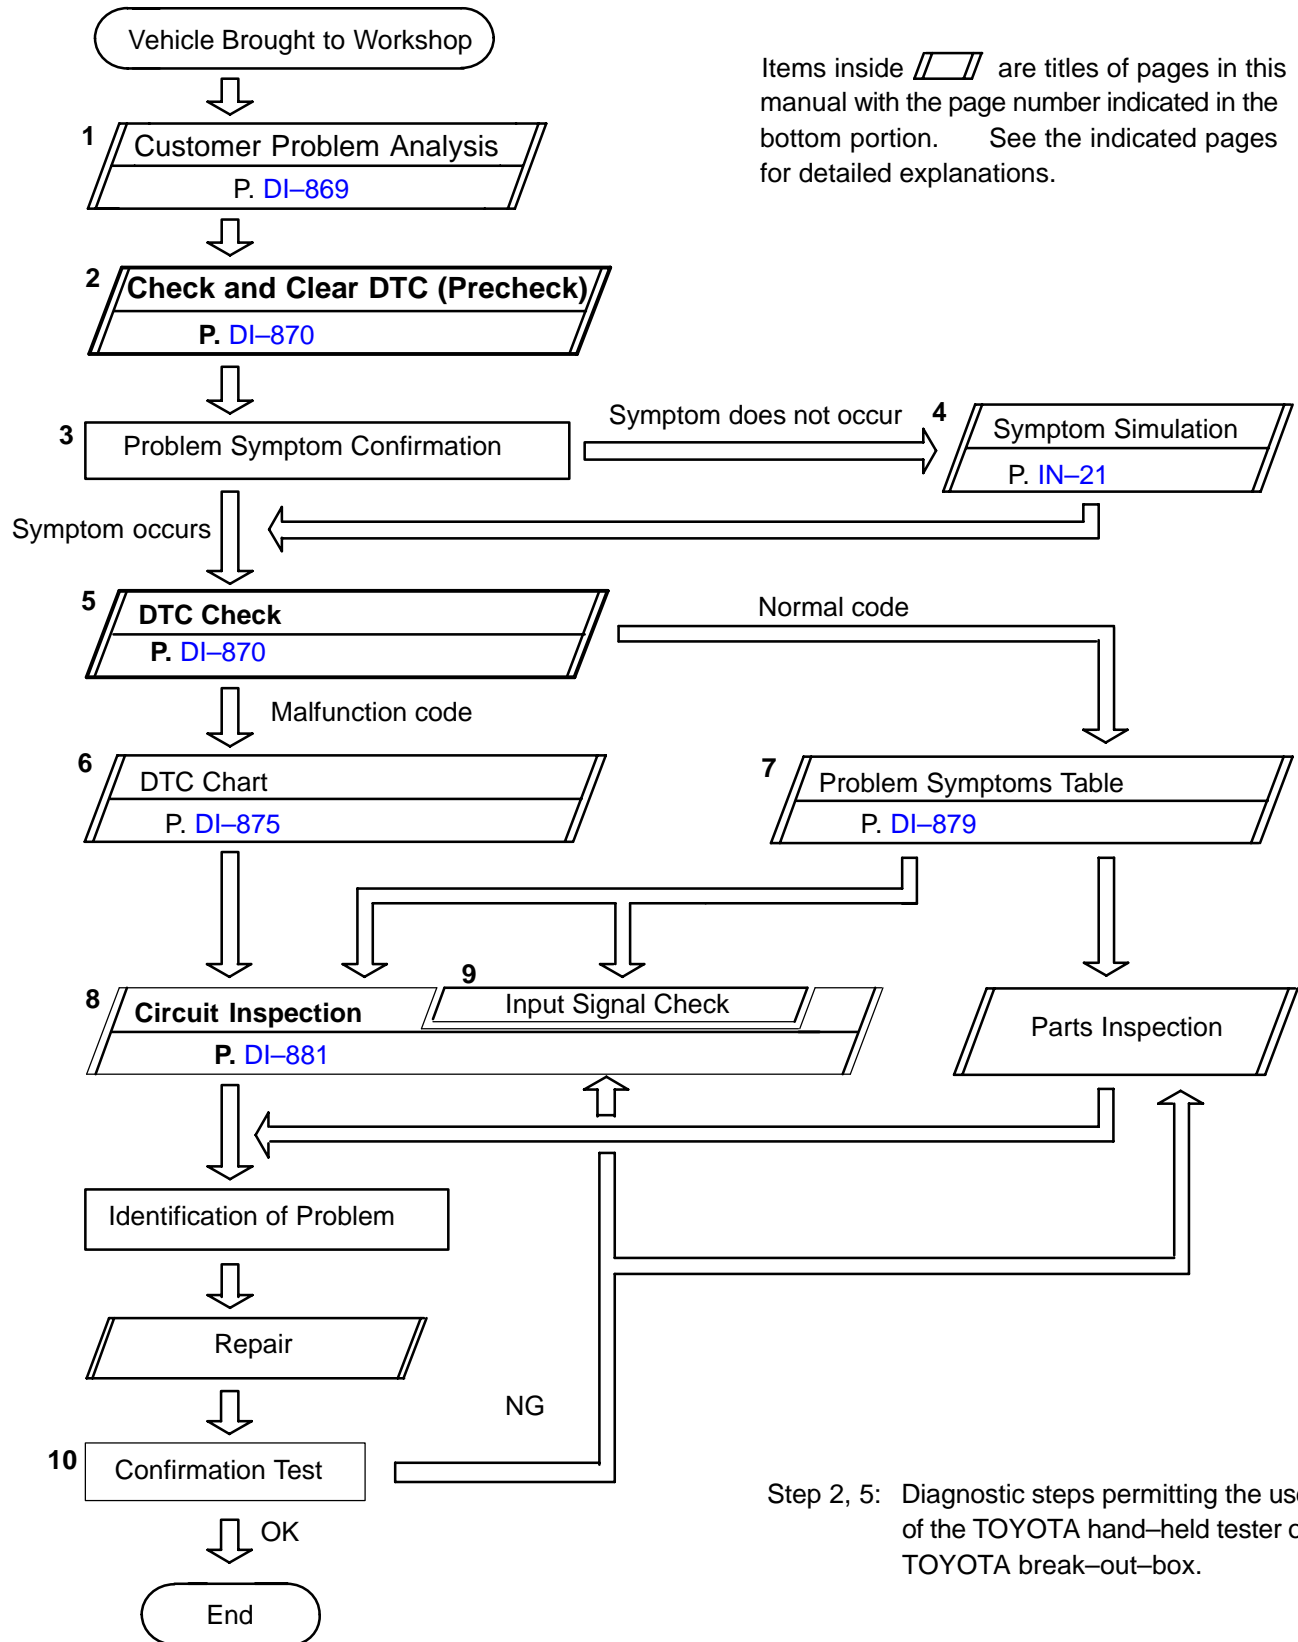 Vehicle Brought to Workshop
Items inside are titles of pages in this
manual with the page number indicated in the
bottom portion. See the indicated pages
for detailed explanations.
1
Customer Problem Analysis
P. DI–869
2
Check and Clear DTC (Precheck)
P. DI–870
3
Problem Symptom Confirmation
Symptom does not occur
4
Symptom Simulation
P. IN–21
Symptom occurs
5
DTC Check
P. DI–870
Normal code
Malfunction code
6
DTC Chart
P. DI–875
7
Problem Symptoms Table
P. DI–879
8
Circuit Inspection
9
Input Signal Check
P. DI–881
Parts Inspection
Identification of Problem
Repair
NG
10
Confirmation Test
OK
End
Step 2, 5: Diagnostic steps permitting the use
of the TOYOTA hand–held tester o
TOYOTA break–out–box.